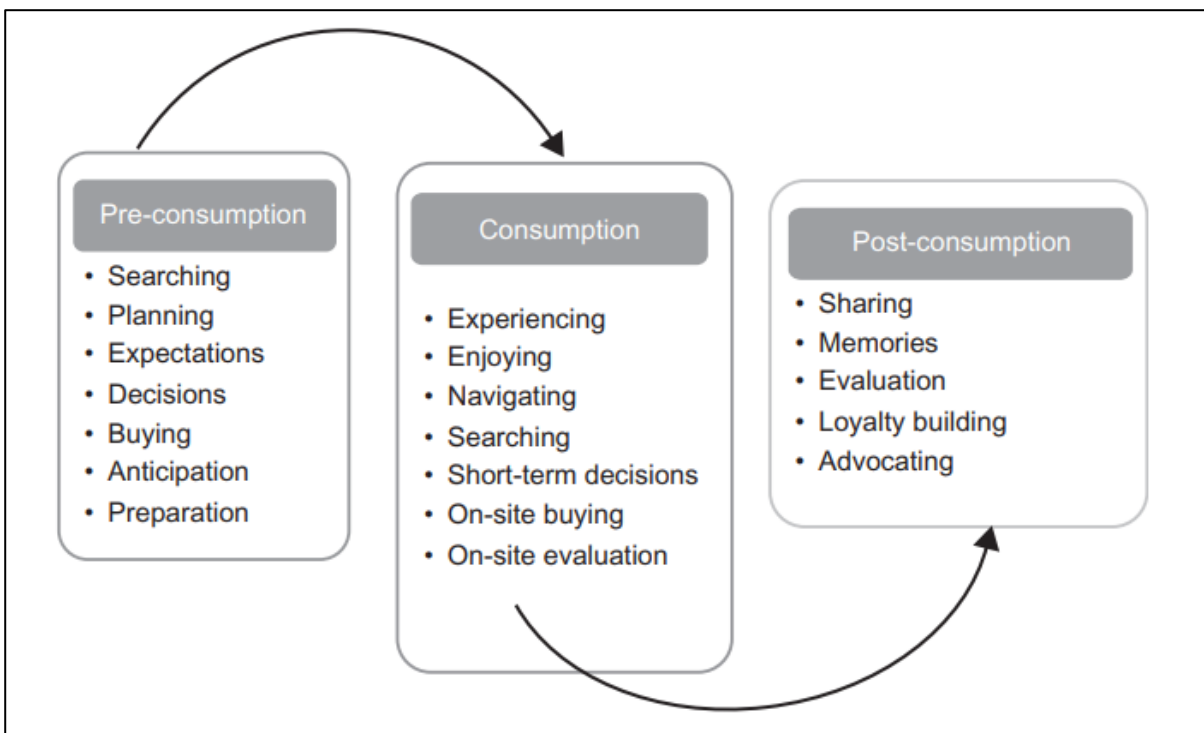 Pre-consumption
• Searching
• Planning
• Expectations
• Decisions
• Buying
• Anticipation
• Preparation
Consumption
• Experiencing
• Enjoying
• Navigating
• Searching
• Short-term decisions
• On-site buying
• On-site evaluation
Post-consumption
• Sharing
• Memories
• Evaluation
• Loyalty building
• Advocating